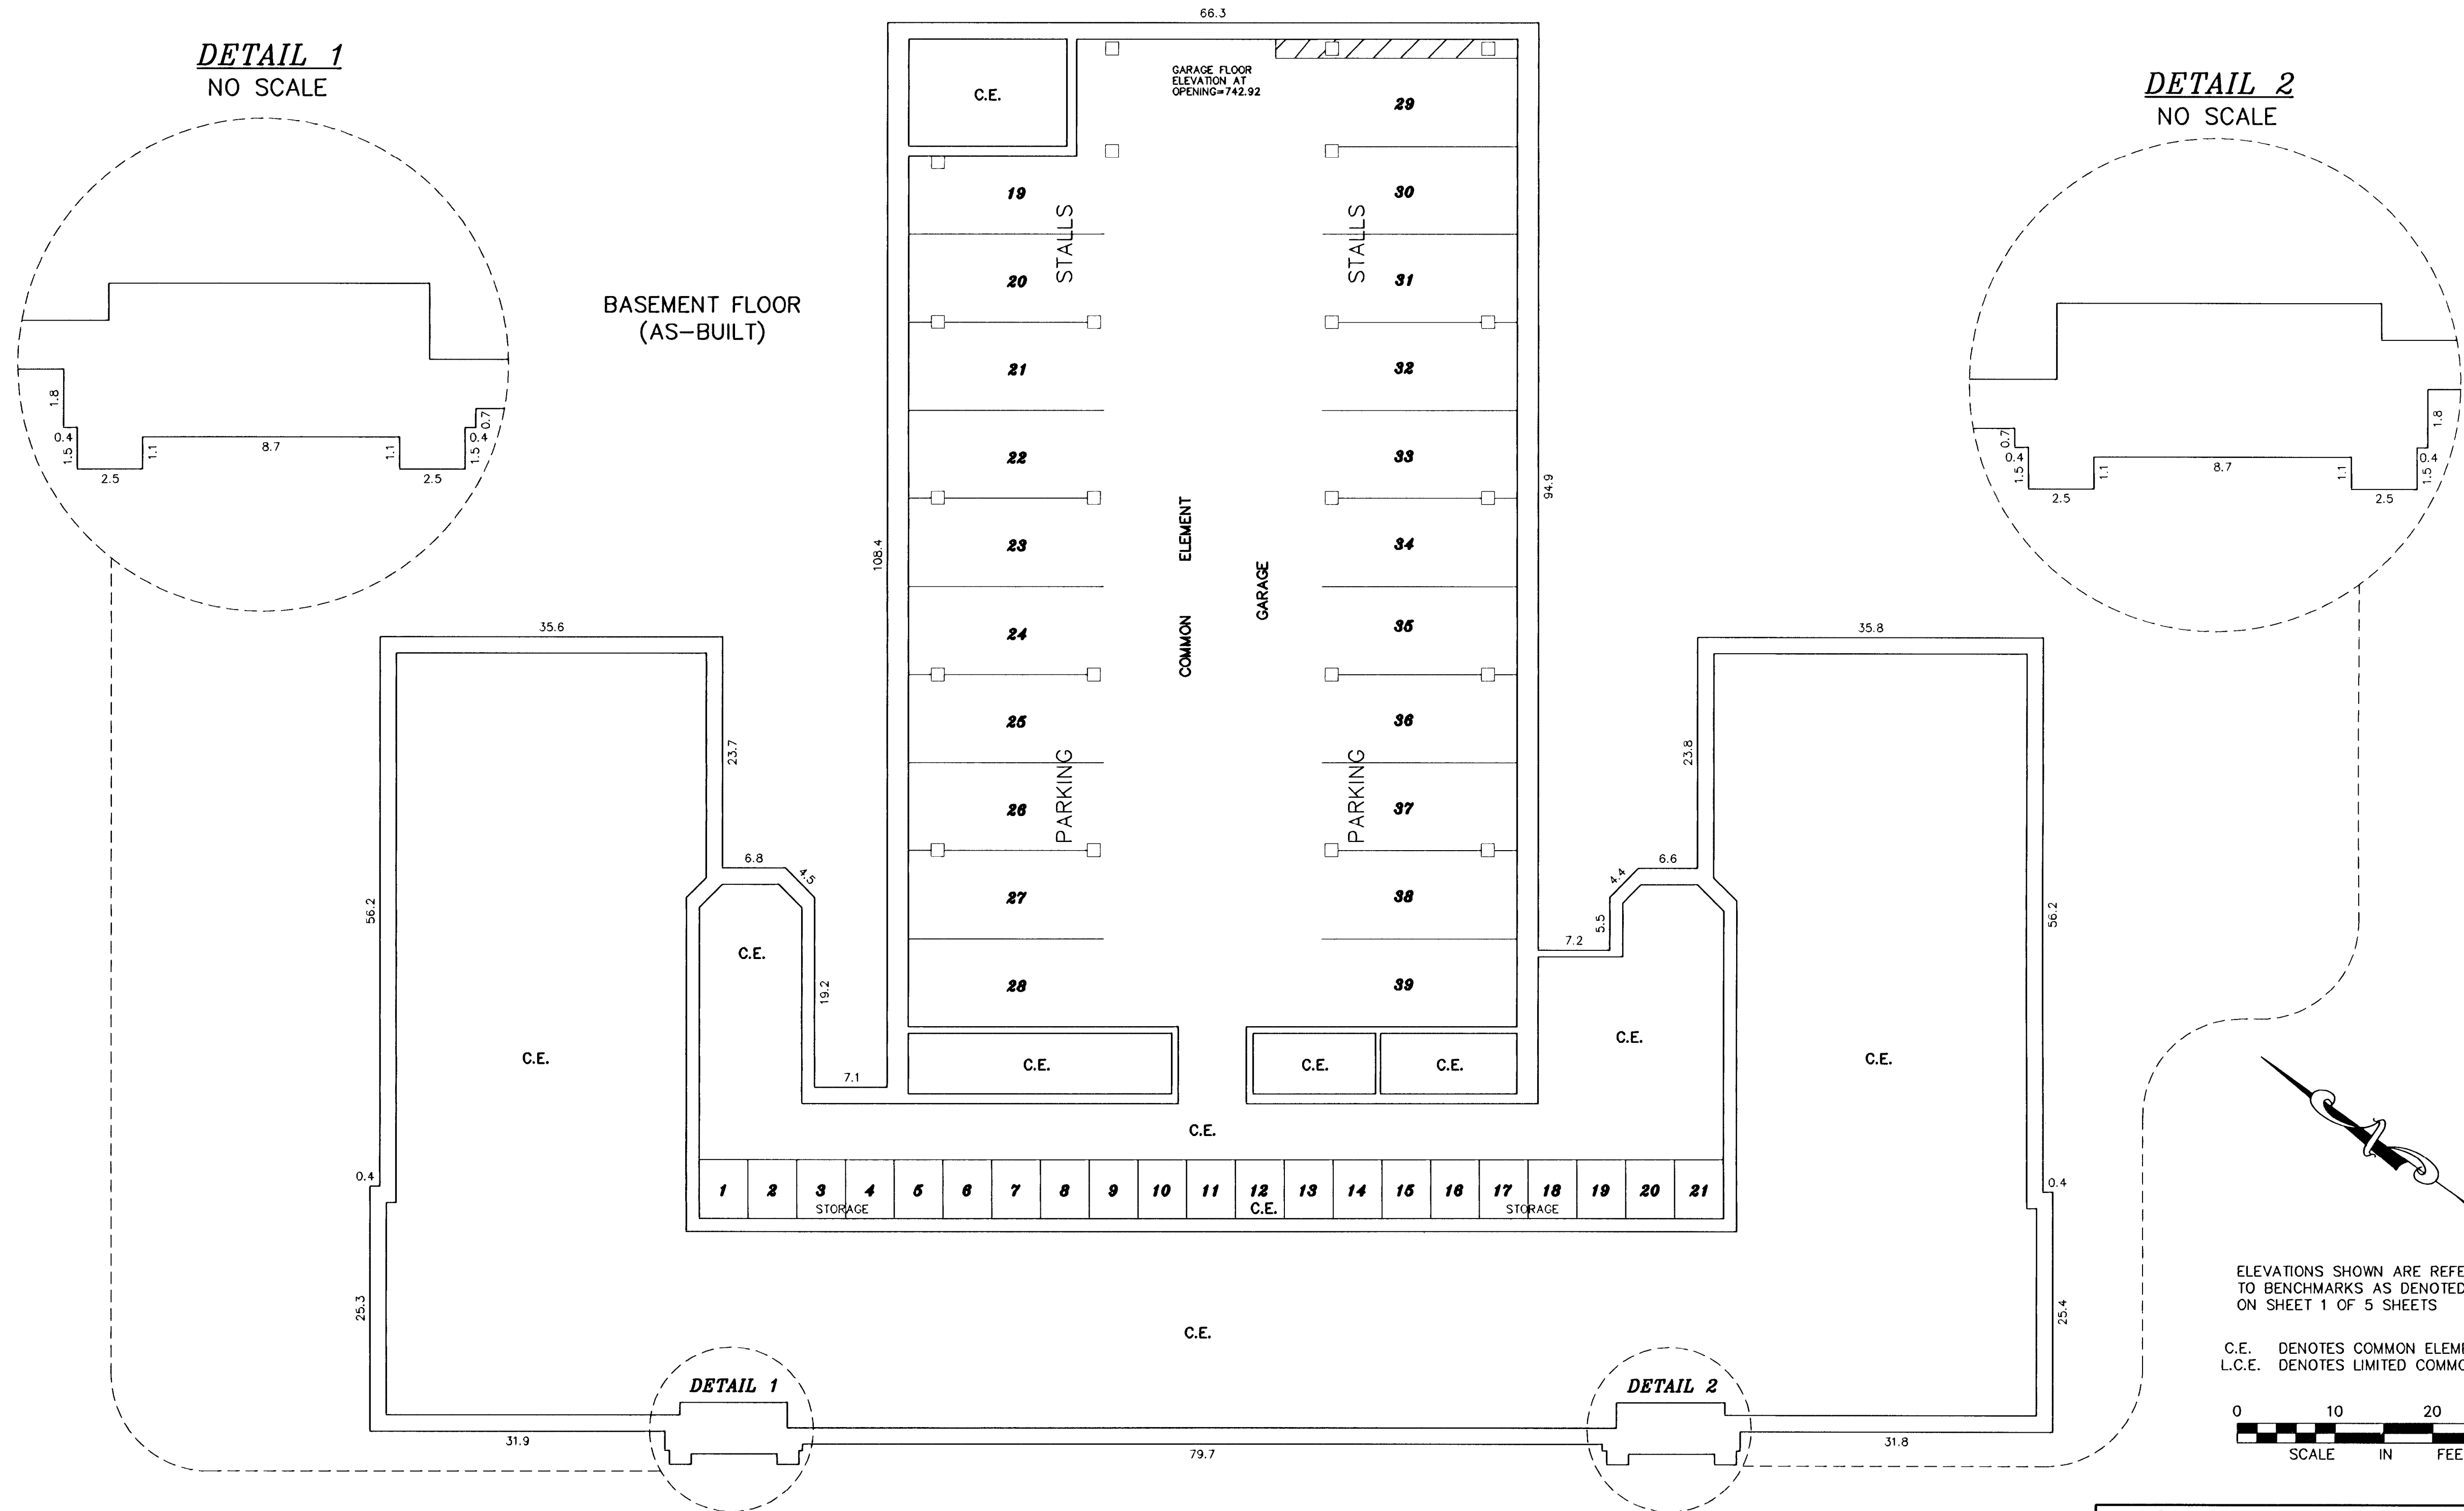 DETAIL 1
NO SCALE
1.8
0.4
1.5
2.5
1.1
8.7
1.1
2.5
1.5
0.4
0.7
BASEMENT FLOOR
(AS-BUILT)
66.3
C.E.
GARAGE FLOOR
ELEVATION AT
OPENING=742.92
DETAIL 2
NO SCALE
0.7
0.4
1.5
2.5
1.1
8.7
1.1
2.5
1.5
0.4
1.8
19
20
21
22
23
24
25
26
27
28
PARKING STALLS
108.4
COMMON ELEMENT
GARAGE
29
30
31
32
33
34
35
36
37
38
39
PARKING STALLS
94.9
35.6
23.7
6.8
4.5
56.2
C.E.
19.2
7.1
C.E.
35.8
23.8
6.6
4.4
5.5
7.2
56.2
C.E.
C.E.
C.E.
C.E.
C.E.
C.E.
1 2 3 4 5 6 7 8 9 10 11 12 13 14 15 16 17 18 19 20 21
STORAGE C.E. STORAGE
0.4
25.3
0.4
25.4
C.E.
DETAIL 1
DETAIL 2
31.9
79.7
31.8
ELEVATIONS SHOWN ARE REFE
TO BENCHMARKS AS DENOTED
ON SHEET 1 OF 5 SHEETS
C.E. DENOTES COMMON ELEM
L.C.E. DENOTES LIMITED COMMO
0 10 20
SCALE IN FEE